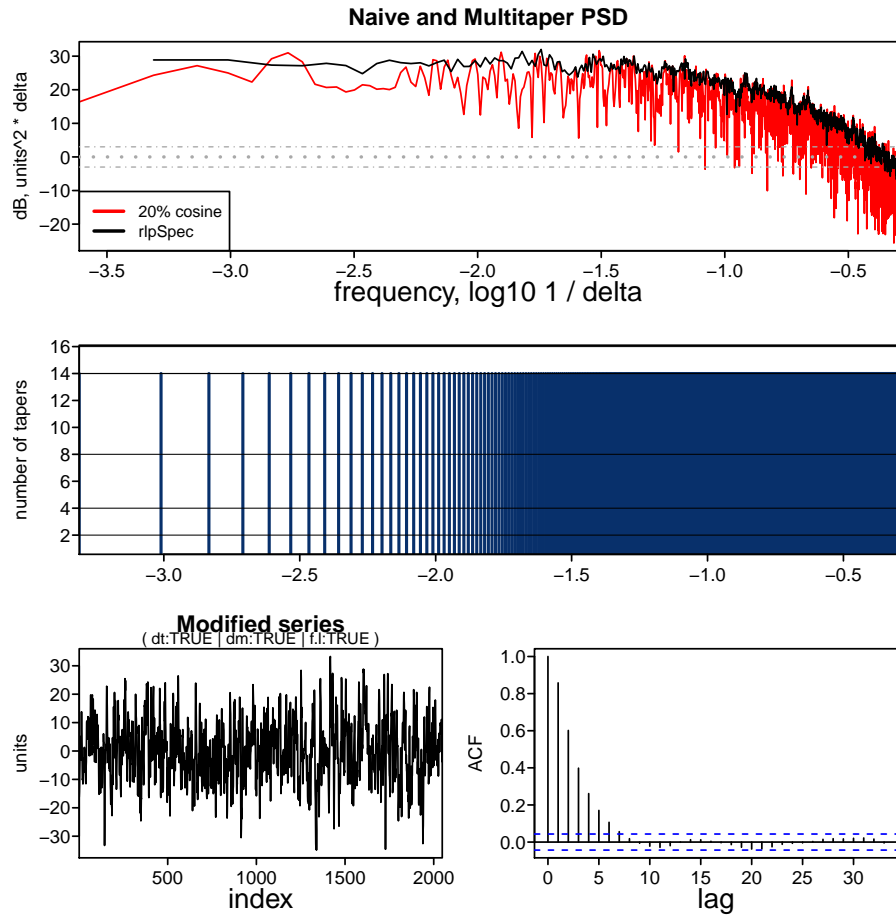 Naive and Multitaper PSD
dB, units^2 * delta
30
20
10
0
−10
−20
20% cosine
rlpSpec
−3.5 −3.0 −2.5 −2.0 −1.5 −1.0 −0.5
frequency, log10 1 / delta
number of tapers
16
14
12
10
8
6
4
2
−3.0 −2.5 −2.0 −1.5 −1.0 −0.5
Modified series
( dt:TRUE | dm:TRUE | f.l:TRUE )
units
30
20
10
0
−10
−20
−30
500 1000 1500 2000
index
ACF
1.0
0.8
0.6
0.4
0.2
0.0
0 5 10 15 20 25 30
lag